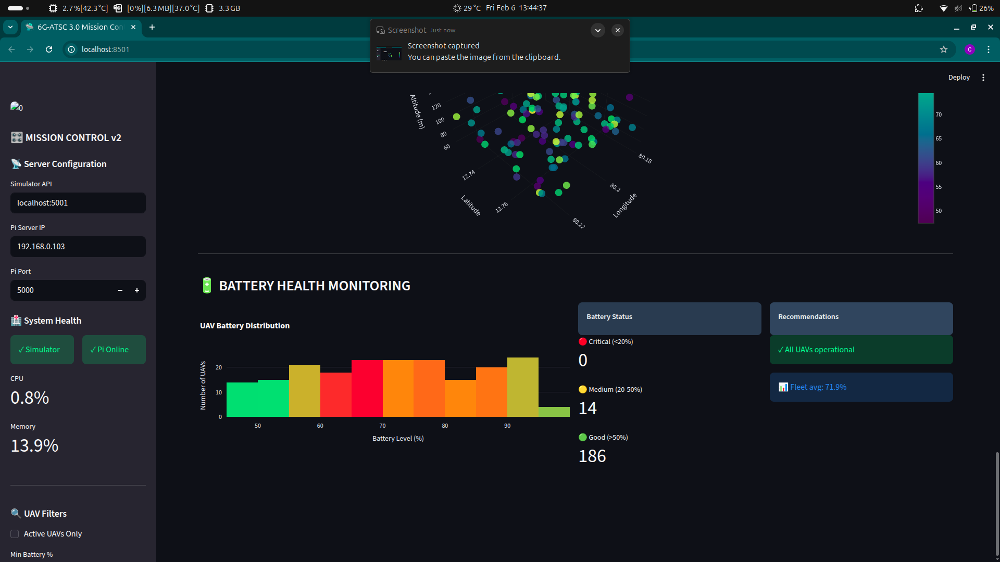 2.7 %[42.3 °C] [0 %][6.3 MB][37.0 °C] 3.3 GB 29 °C Fri Feb 6 13:44:37 26%
6G-ATSC 3.0 Mission Con
localhost:8501
C
Screenshot Just now
Screenshot captured
You can paste the image from the clipboard.
Deploy
0
MISSION CONTROL v2
Server Configuration
Simulator API
localhost:5001
Pi Server IP
192.168.0.103
Pi Port
5000
System Health
✓ Simulator
✓ Pi Online
CPU
0.8%
Memory
13.9%
UAV Filters
Active UAVs Only
Min Battery %
Altitude (m)
120
100
80
60
12.74
12.76
Latitude
80.18
80.2
80.22
Longitude
70
65
60
55
50
BATTERY HEALTH MONITORING
UAV Battery Distribution
Number of UAVs
20
10
0
50 60 70 80 90
Battery Level (%)
Battery Status
Critical (<20%)
0
Medium (20-50%)
14
Good (>50%)
186
Recommendations
✓ All UAVs operational
Fleet avg: 71.9%